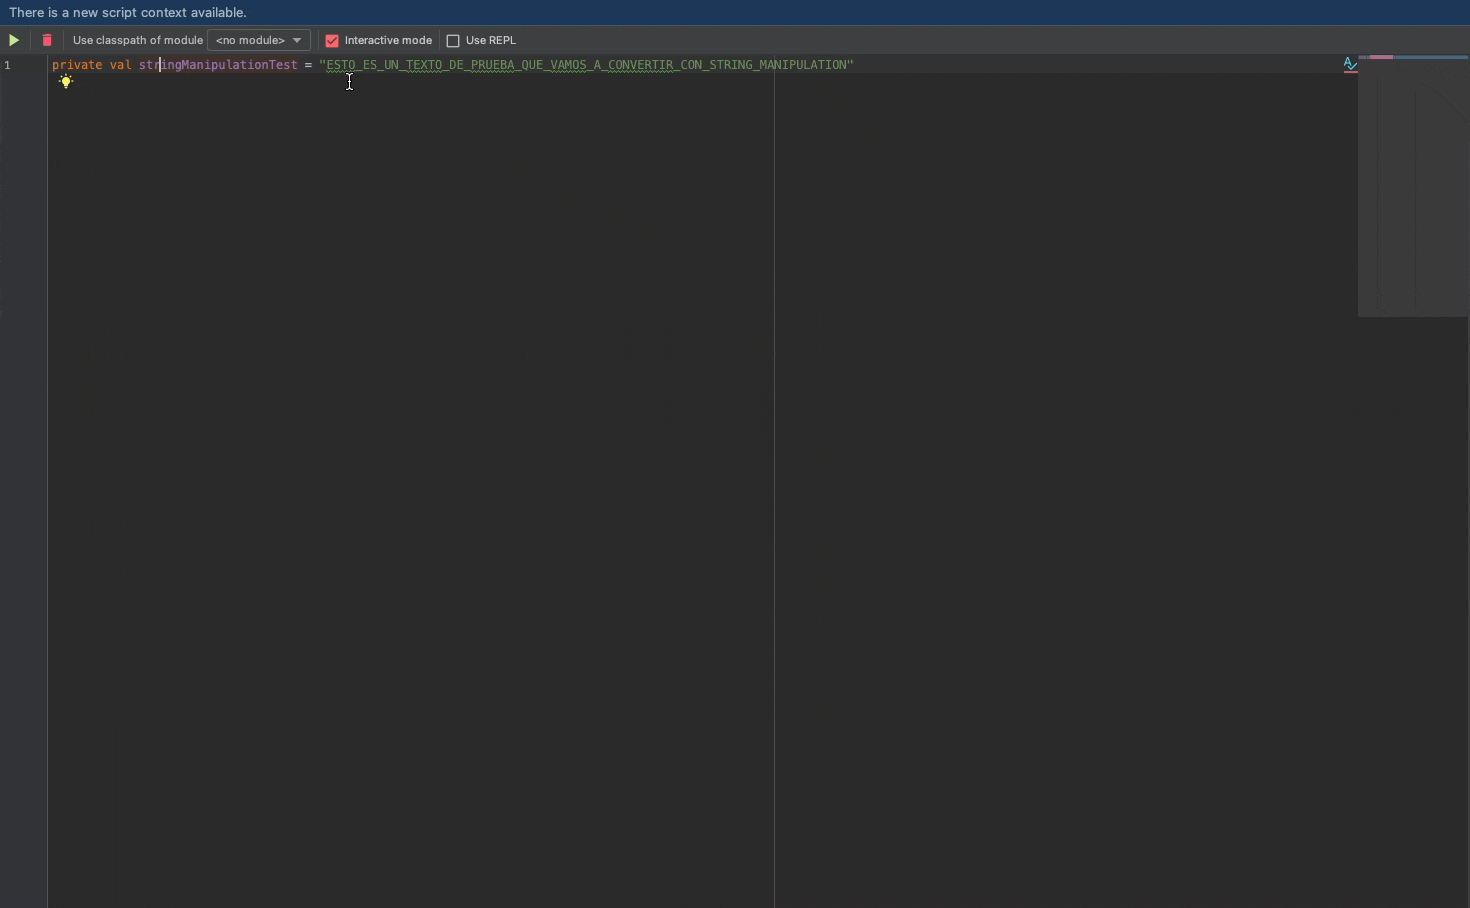 There is a new script context available.
Use classpath of module <no module> Interactive mode Use REPL
1 private val stringManipulationTest = "ESTO_ES_UN_TEXTO_DE_PRUEBA_QUE_VAMOS_A_CONVERTIR_CON_STRING_MANIPULATION"